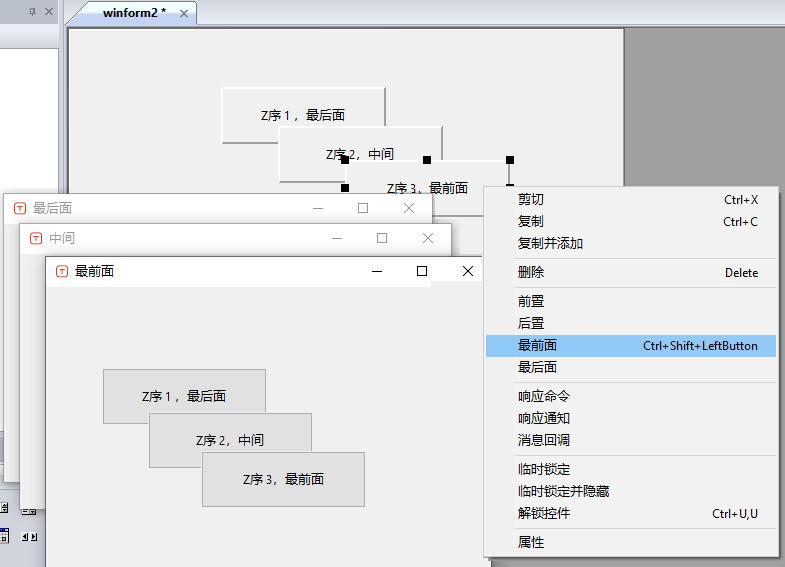 winform2 *
Z序 1 ，最后面
Z序 2，中间
Z序 3，最前面
最后面
中间
最前面
Z序 1 ，最后面
Z序 2，中间
Z序 3，最前面
剪切 Ctrl+X
复制 Ctrl+C
复制并添加
删除 Delete
前置
后置
最前面 Ctrl+Shift+LeftButton
最后面
响应命令
响应通知
消息回调
临时锁定
临时锁定并隐藏
解锁控件 Ctrl+U,U
属性